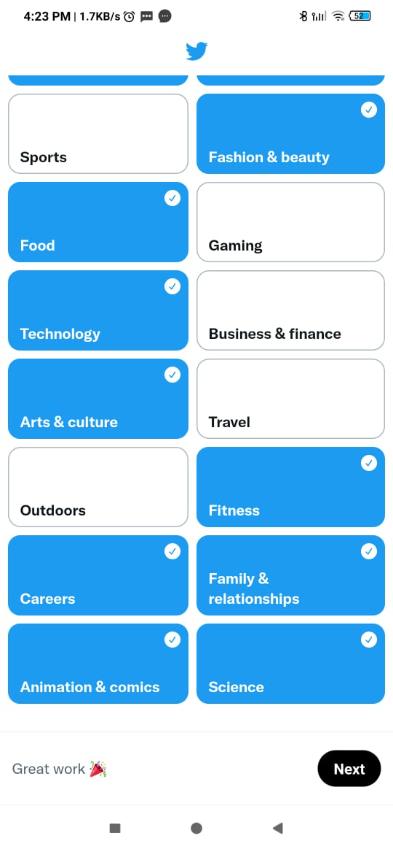 4:23 PM | 1.7KB/s
52
Sports
Fashion & beauty
Food
Gaming
Technology
Business & finance
Arts & culture
Travel
Outdoors
Fitness
Careers
Family &
relationships
Animation & comics
Science
Great work 🎉
Next